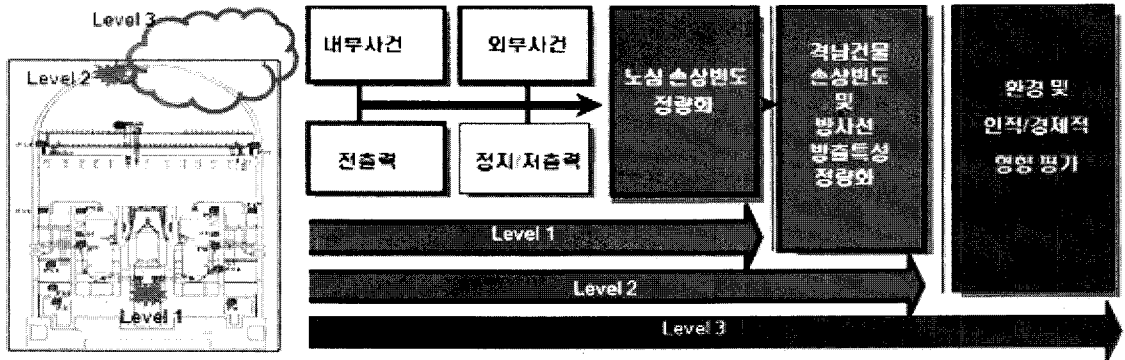 Level 3
Level 2
Level 1
내부사건
외부사건
전출력
정지/저출력
노심 손상빈도
정량화
격납건물
손상빈도
및
방사선
방출특성
정량화
환경 및
인적/경제적
영향 평가
Level 1
Level 2
Level 3